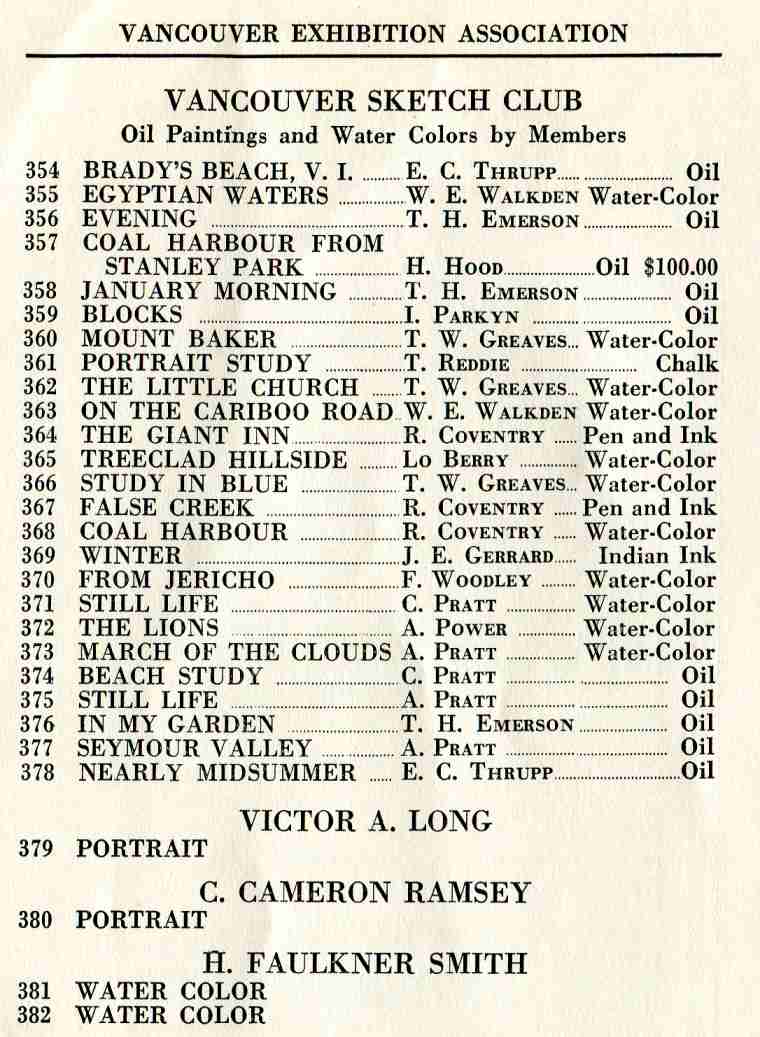 VANCOUVER EXHIBITION ASSOCIATION
VANCOUVER SKETCH CLUB
Oil Paintings and Water Colors by Members
354 BRADY'S BEACH, V. I. ......... E. C. THRUPP...... ....................... Oil
355 EGYPTIAN WATERS ................ W. E. WALKDEN Water-Color
356 EVENING ................................ T. H. EMERSON ...................... Oil
357 COAL HARBOUR FROM
STANLEY PARK .................. H. HOOD.......................Oil $100.00
358 JANUARY MORNING ............ T. H. EMERSON ...................... Oil
359 BLOCKS .................................. I. PARKYN .............................. Oil
360 MOUNT BAKER .................... T. W. GREAVES... Water-Color
361 PORTRAIT STUDY ................ T. REDDIE ........................ Chalk
362 THE LITTLE CHURCH ....... T. W. GREAVES... Water-Color
363 ON THE CARIBOO ROAD.. W. E. WALKDEN Water-Color
364 THE GIANT INN.................... R. COVENTRY ..... Pen and Ink
365 TREECLAD HILLSIDE ......... LO BERRY .............. Water-Color
366 STUDY IN BLUE .................... T. W. GREAVES... Water-Color
367 FALSE CREEK ....................... R. COVENTRY ..... Pen and Ink
368 COAL HARBOUR .................. R. COVENTRY ..... Water-Color
369 WINTER ................................... J. E. GERRARD..... Indian Ink
370 FROM JERICHO .................... F. WOODLEY ........ Water-Color
371 STILL LIFE ............................. C. PRATT ................ Water-Color
372 THE LIONS ............................. A. POWER .............. Water-Color
373 MARCH OF THE CLOUDS A. PRATT ................ Water-Color
374 BEACH STUDY ...................... C. PRATT .................................. Oil
375 STILL LIFE ............................. A. PRATT .................................. Oil
376 IN MY GARDEN .................... T. H. EMERSON ...................... Oil
377 SEYMOUR VALLEY .............. A. PRATT .................................. Oil
378 NEARLY MIDSUMMER ..... E. C. THRUPP..............................Oil
VICTOR A. LONG
379 PORTRAIT
C. CAMERON RAMSEY
380 PORTRAIT
H. FAULKNER SMITH
381 WATER COLOR
382 WATER COLOR